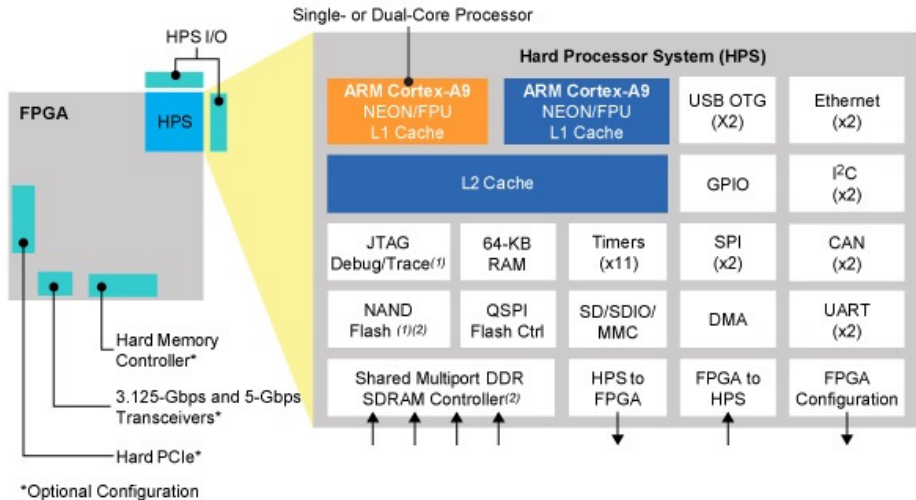 Single- or Dual-Core Processor
HPS I/O
FPGA
HPS
Hard Processor System (HPS)
ARM Cortex-A9
NEON/FPU
L1 Cache
ARM Cortex-A9
NEON/FPU
L1 Cache
USB OTG
(X2)
Ethernet
(x2)
L2 Cache
GPIO
I²C
(x2)
JTAG
Debug/Trace(1)
64-KB
RAM
Timers
(x11)
SPI
(x2)
CAN
(x2)
NAND
Flash (1)(2)
QSPI
Flash Ctrl
SD/SDIO/
MMC
DMA
UART
(x2)
Shared Multiport DDR
SDRAM Controller(2)
HPS to
FPGA
FPGA to
HPS
FPGA
Configuration
Hard Memory
Controller*
3.125-Gbps and 5-Gbps
Transceivers*
Hard PCIe*
*Optional Configuration